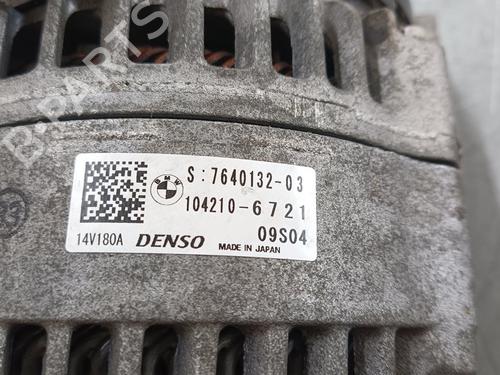 B-PARTS
BMW
S:7640132-03
104210-6721
14V180A DENSO MADE IN JAPAN 09S04